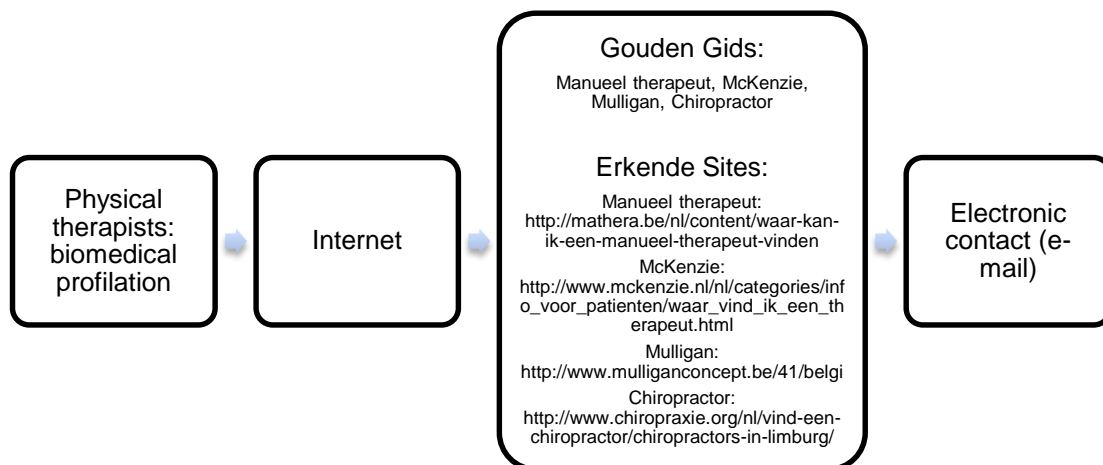 Physical
therapists:
biomedical
profilation
Internet
Gouden Gids:
Manueel therapeut, McKenzie,
Mulligan, Chiropractor
Erkende Sites:
Manueel therapeut:
http://mathera.be/nl/content/waar-kan-
ik-een-manueel-therapeut-vinden
McKenzie:
http://www.mckenzie.nl/nl/categories/inf
o_voor_patienten/waar_vind_ik_een_th
erapeut.html
Mulligan:
http://www.mulliganconcept.be/41/belgi
Chiropractor:
http://www.chiropraxie.org/nl/vind-een-
chiropractor/chiropractors-in-limburg/
Electronic
contact (e-
mail)